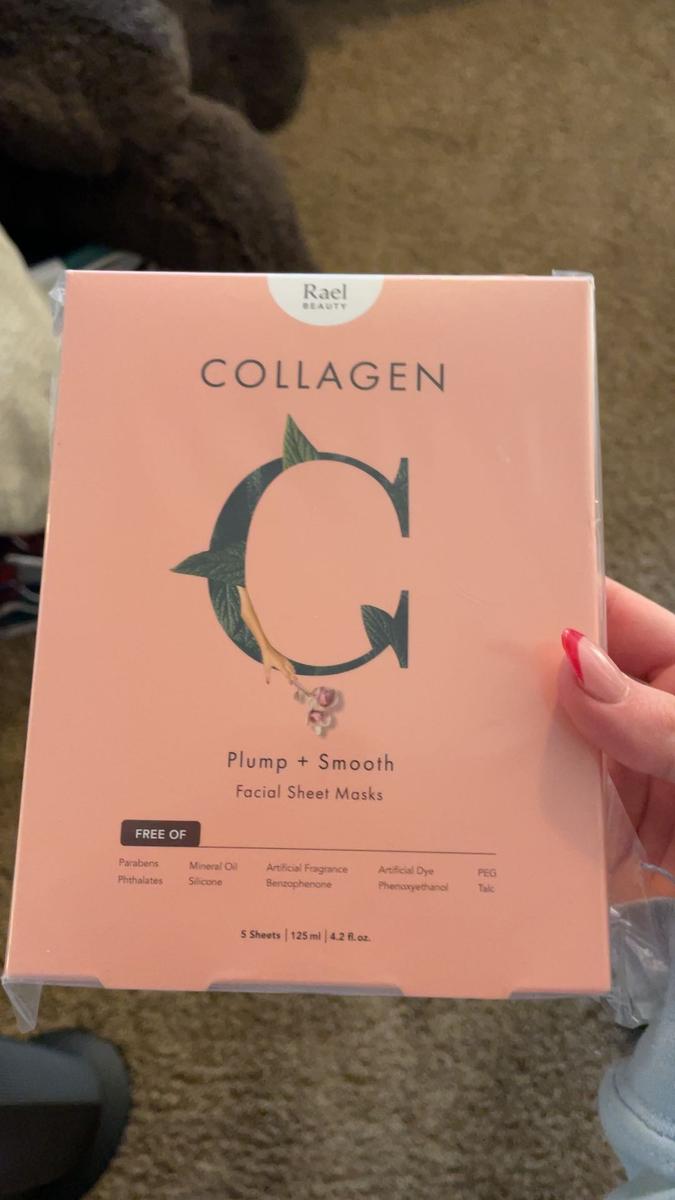 Rael
BEAUTY
COLLAGEN
C
Plump + Smooth
Facial Sheet Masks
FREE OF
Parabens Mineral Oil Artificial Fragrance Artificial Dye PEG
Phthalates Silicone Benzophenone Phenoxyethanol Talc
5 Sheets | 125 ml | 4.2 fl.oz.